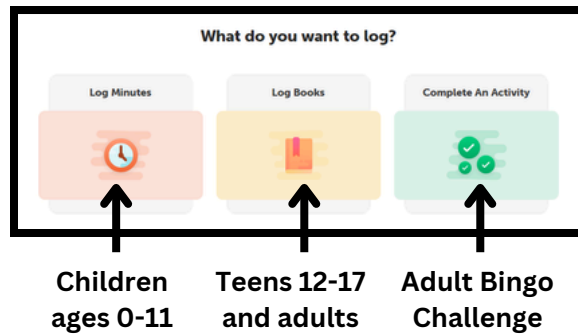 What do you want to log?
Log Minutes
Log Books
Complete An Activity
Children
ages 0-11
Teens 12-17
and adults
Adult Bingo
Challenge